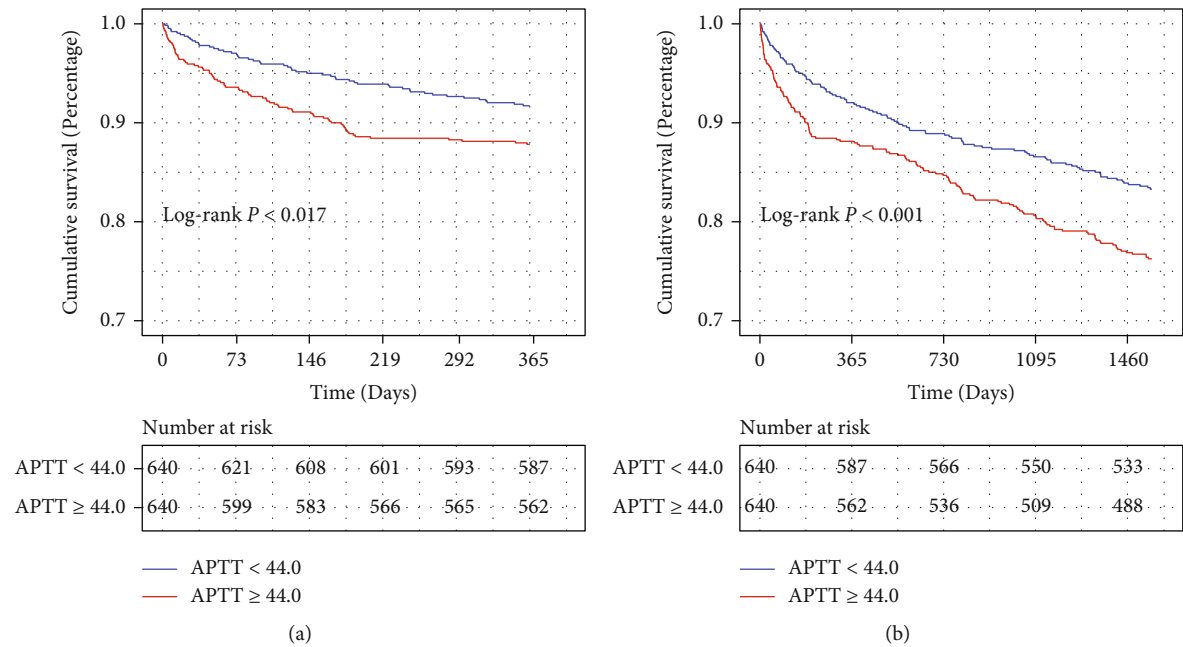 Cumulative survival (Percentage)
1.0
0.9
0.8
0.7
Log-rank P < 0.017
0 73 146 219 292 365
Time (Days)
Number at risk
APTT < 44.0 640 621 608 601 593 587
APTT ≥ 44.0 640 599 583 566 565 562
APTT < 44.0
APTT ≥ 44.0
(a)
Cumulative survival (Percentage)
1.0
0.9
0.8
0.7
Log-rank P < 0.001
0 365 730 1095 1460
Time (Days)
Number at risk
APTT < 44.0 640 587 566 550 533
APTT ≥ 44.0 640 562 536 509 488
APTT < 44.0
APTT ≥ 44.0
(b)